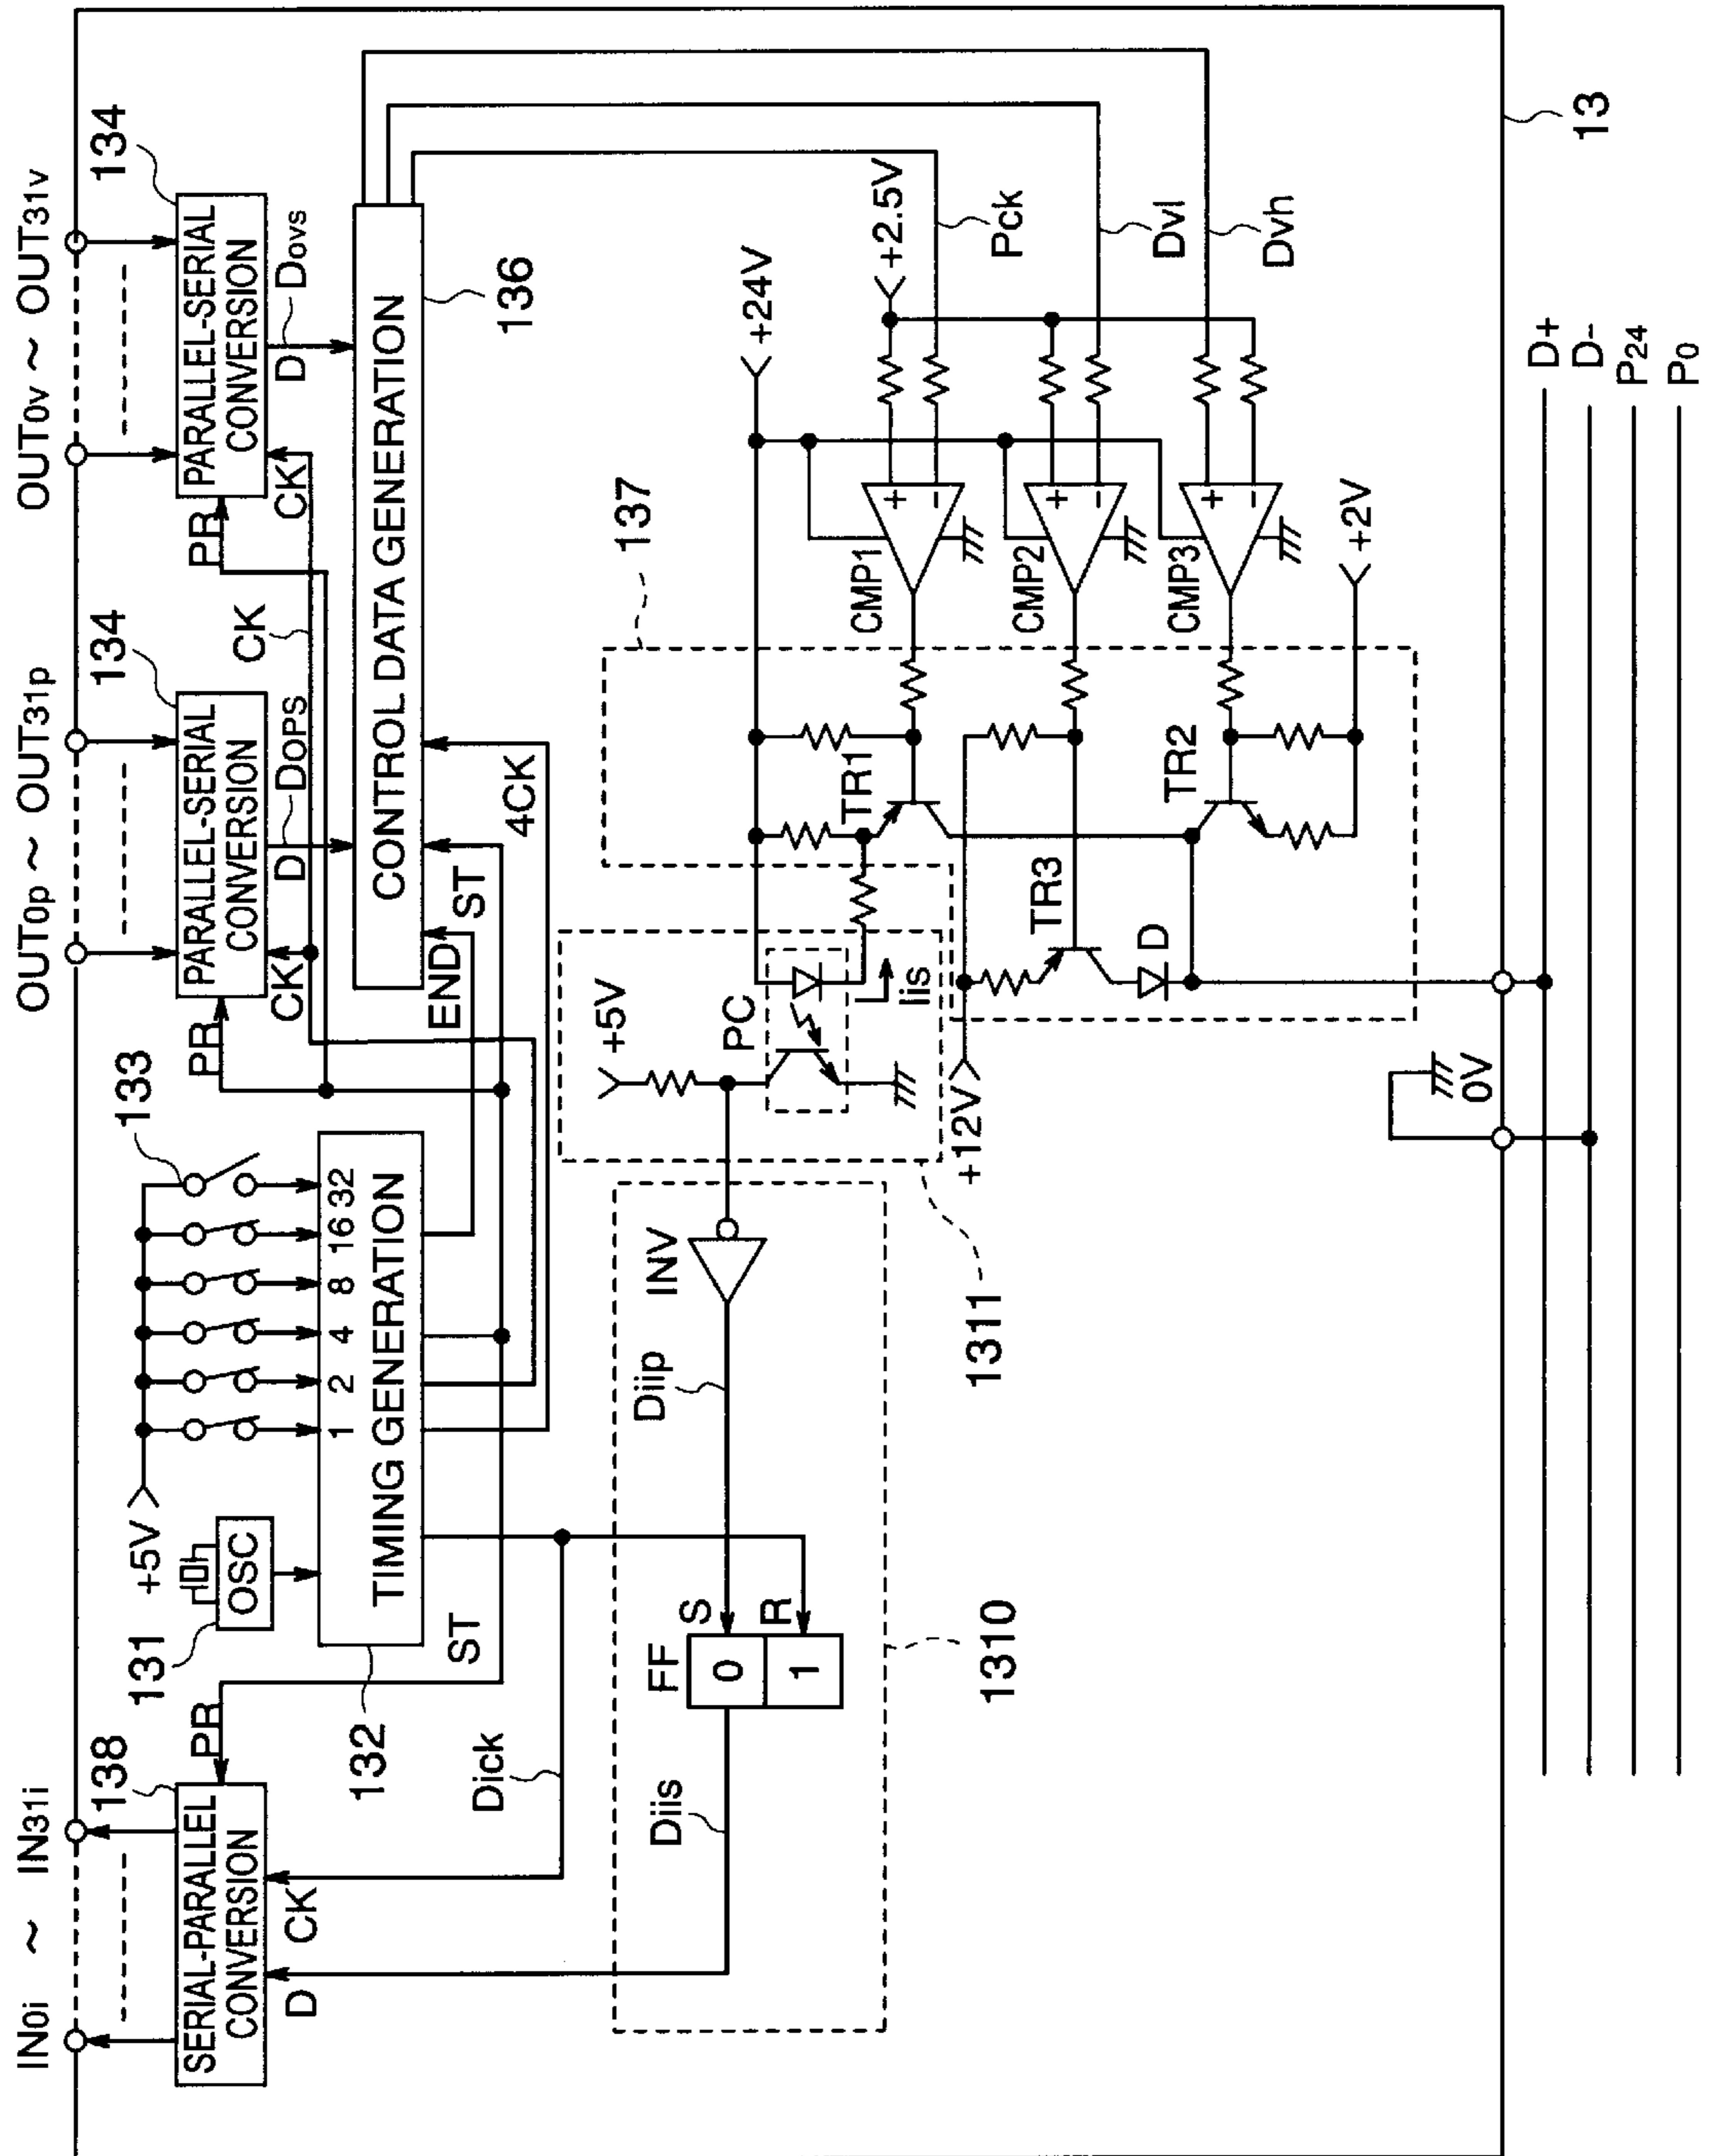 IN0i ~ IN31i
OUT0p ~ OUT31p
OUT0v ~ OUT31v
138
SERIAL-PARALLEL
CONVERSION
PR
D
CK
131
OSC
+5V
133
1 2 4 8 16 32
TIMING GENERATION
132
ST
134
PARALLEL-SERIAL
CONVERSION
PR
CK
D
DOPS
CK
134
PARALLEL-SERIAL
CONVERSION
PR
CK
D
Dovs
CONTROL DATA GENERATION
136
END
ST
4CK
Dick
Diis
FF
0
1
S
R
Diip
INV
1310
1311
+5V
PC
Iis
137
+24V
+2.5V
Pck
Dvl
Dvh
CMP1
+
-
CMP2
+
-
CMP3
+
-
TR1
TR2
TR3
D
+12V
+2V
0V
13
D+
D-
P24
P0